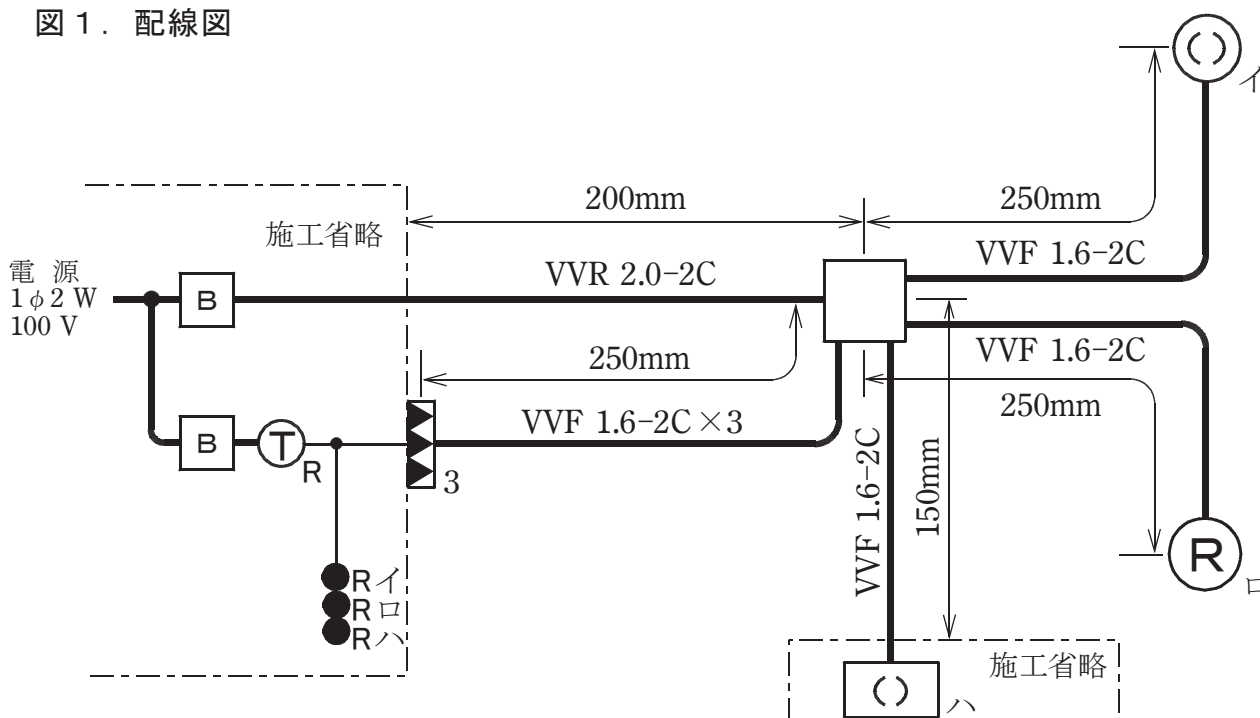 図1．配線図
イ
200mm
250mm
施工省略
VVF 1.6-2C
電源
1φ2W
100V
B
VVR 2.0-2C
250mm
VVF 1.6-2C
250mm
B
T
R
VVF 1.6-2C×3
3
VVF 1.6-2C
150mm
R
ロ
Rイ
Rロ
Rハ
施工省略
ハ